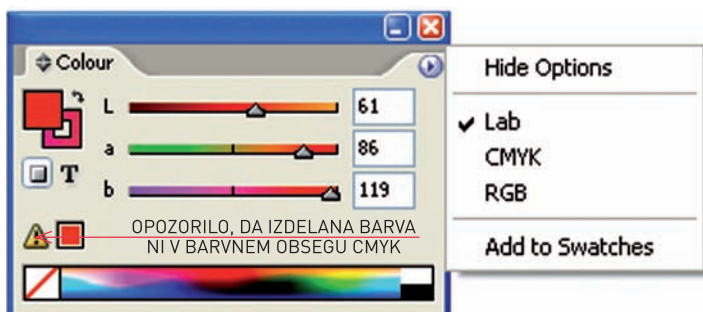 Colour
L 61
a 86
T
b 119
OPOZORILO, DA IZDELANA BARVA
NI V BARVNEM OBSEGU CMYK
Hide Options
Lab
CMYK
RGB
Add to Swatches